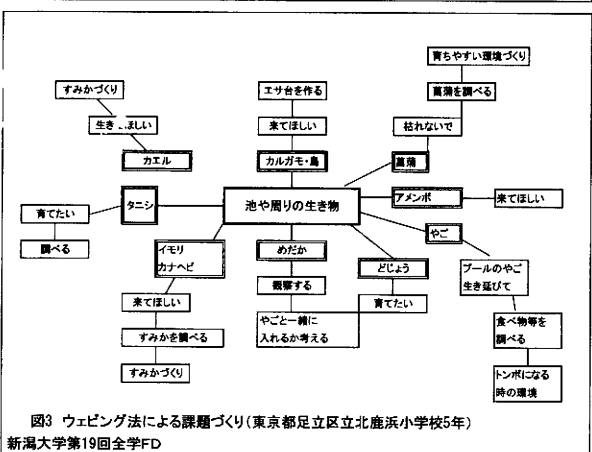 育ちやすい環境づくり
すみかづくり
エサ台を作る
菖蒲を調べる
生き ほしい
来てほしい
枯れないで
カエル
カルガモ・鳥
菖蒲
タニシ
池や周りの生き物
アメンボ
来てほしい
育てたい
やご
調べる
イモリ
カナヘビ
めだか
どじょう
プールのやご
生き延びて
観察する
来てほしい
育てたい
やごと一緒に
入れるか考える
食べ物等を
調べる
すみかを調べる
すみかづくり
トンボになる
時の環境
図3 ウェビング法による課題づくり(東京都足立区立北鹿浜小学校5年)
新潟大学第19回全学FD